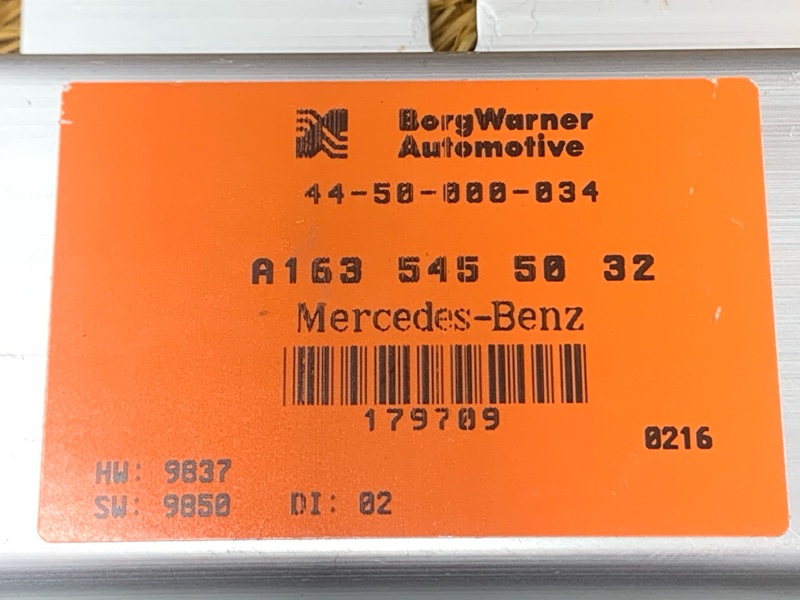 BorgWarner
Automotive
44-50-000-034
A163 545 50 32
Mercedes-Benz
179709
0216
HW: 9837
SW: 9850 DI: 02